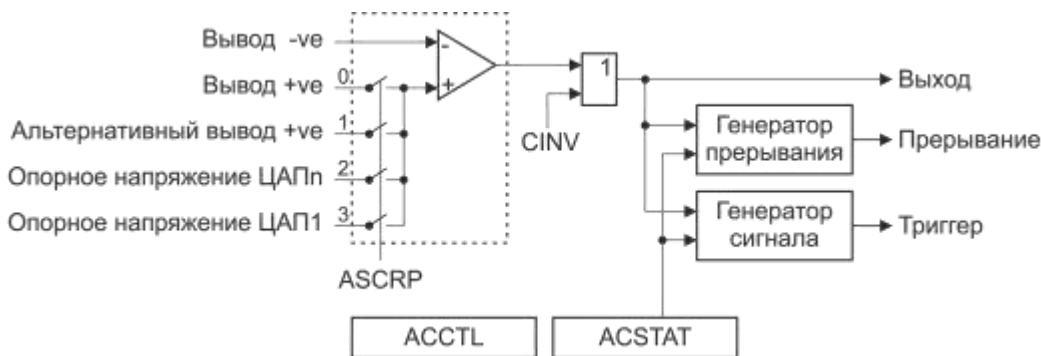 Вывод -ve
-
Вывод +ve 0
+
1
Альтернативный вывод +ve 1
Опорное напряжение ЦАПn 2
Опорное напряжение ЦАП1 3
ASCRP
CINV
Выход
Генератор
прерывания
Прерывание
Генератор
сигнала
Триггер
ACCTL
ACSTAT